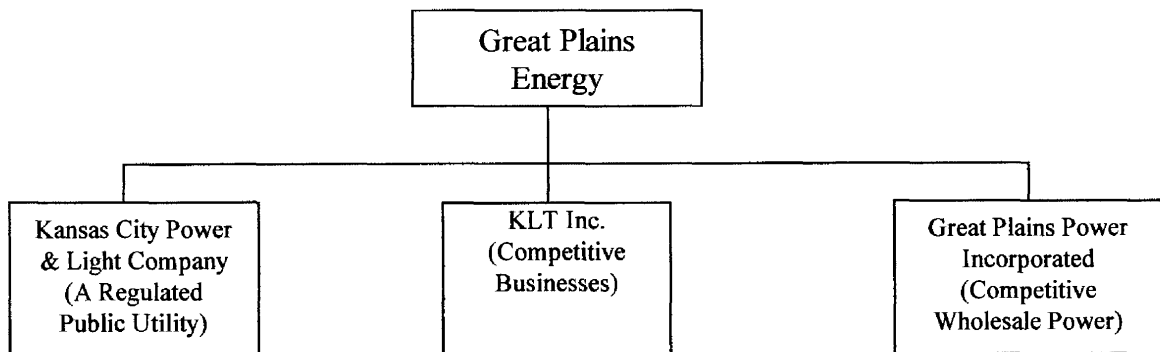 Great Plains
Energy
Kansas City Power
& Light Company
(A Regulated
Public Utility)
KLT Inc.
(Competitive
Businesses)
Great Plains Power
Incorporated
(Competitive
Wholesale Power)